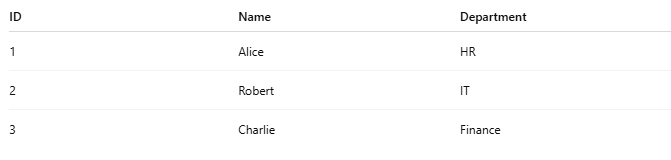 ID Name Department
1 Alice HR
2 Robert IT
3 Charlie Finance